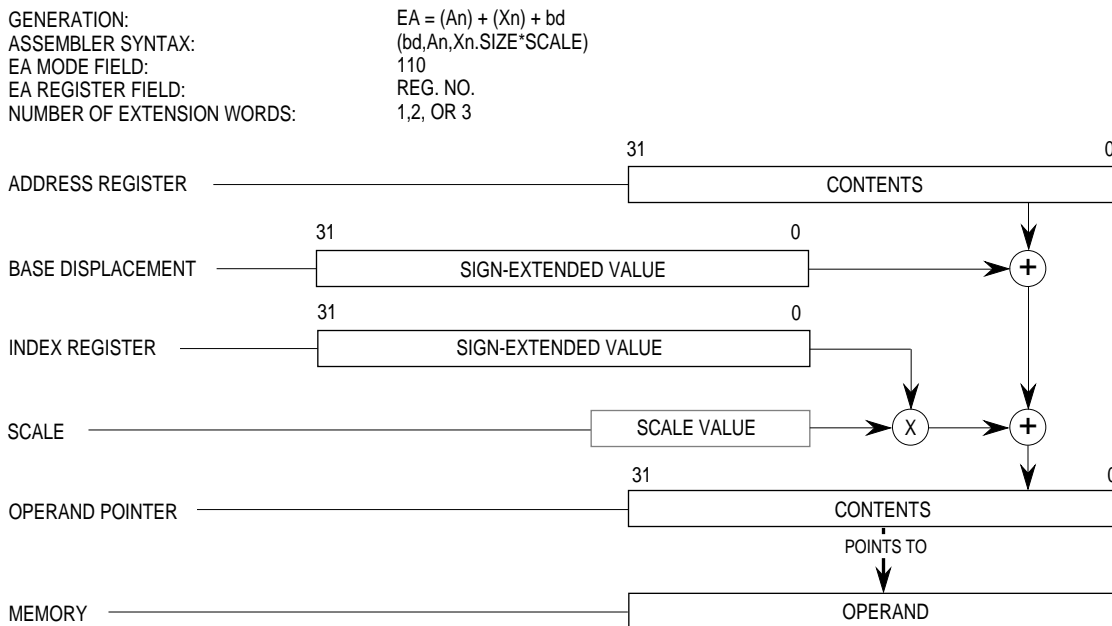 GENERATION: EA = (An) + (Xn) + bd
ASSEMBLER SYNTAX: (bd,An,Xn.SIZE*SCALE)
EA MODE FIELD: 110
EA REGISTER FIELD: REG. NO.
NUMBER OF EXTENSION WORDS: 1,2, OR 3
31 0
ADDRESS REGISTER CONTENTS
31 0
BASE DISPLACEMENT SIGN-EXTENDED VALUE +
31 0
INDEX REGISTER SIGN-EXTENDED VALUE
SCALE SCALE VALUE X +
31 0
OPERAND POINTER CONTENTS
POINTS TO
MEMORY OPERAND